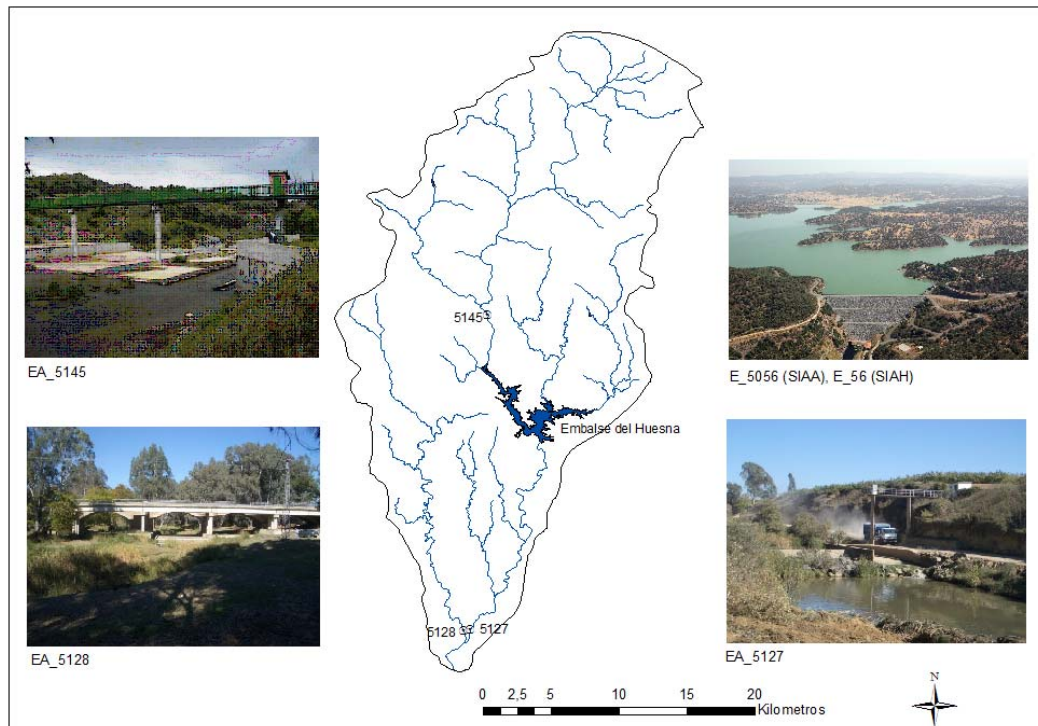 5145
EA_5145
E_5056 (SIAA), E_56 (SIAH)
Embalse del Huesna
5128
5127
EA_5128
EA_5127
0 2,5 5 10 15 20
Kilometros
N